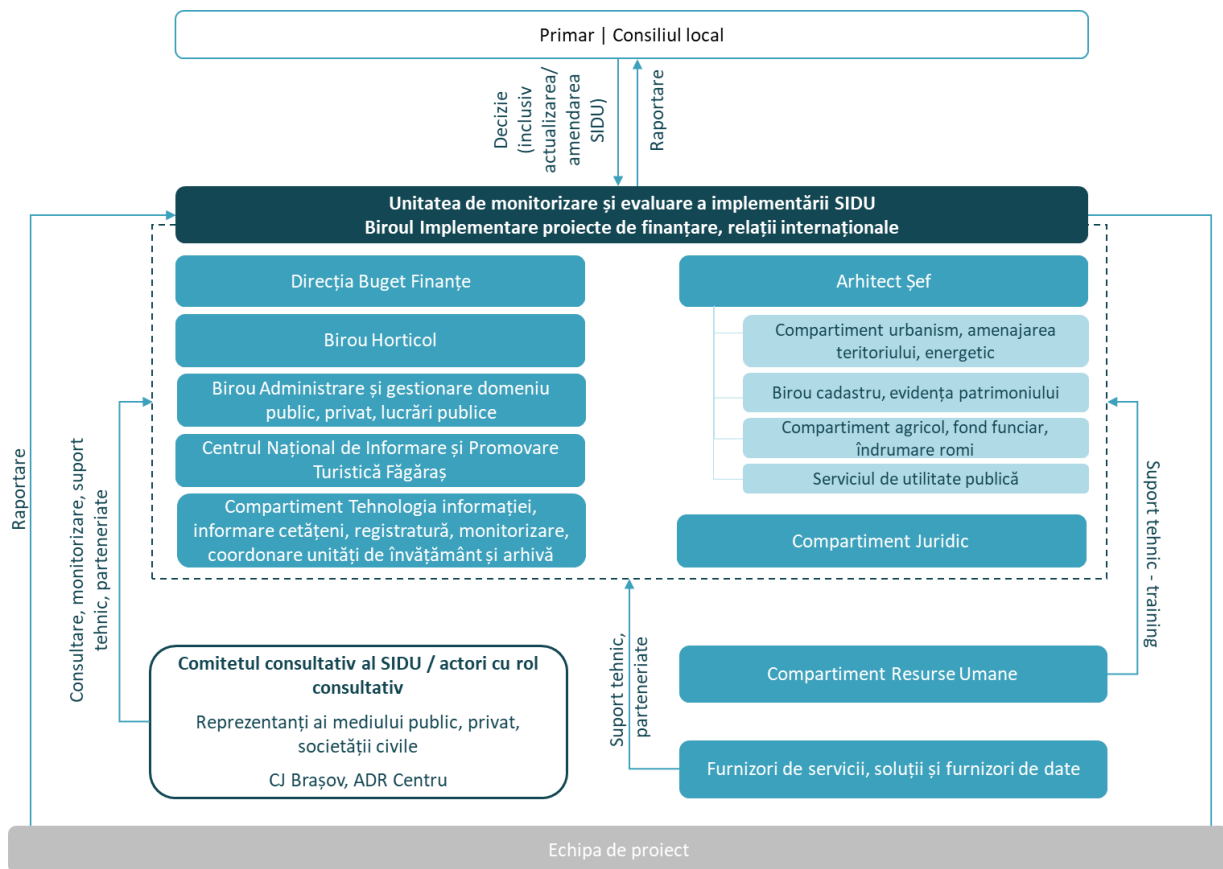 Primar | Consiliul local
Decizie
(inclusiv
actualizarea/
amendarea
SIDU)
Raportare
Unitatea de monitorizare și evaluare a implementării SIDU
Biroul Implementare proiecte de finanțare, relații internaționale
Direcția Buget Finanțe
Birou Horticol
Birou Administrare și gestionare domeniu
public, privat, lucrări publice
Centrul Național de Informare și Promovare
Turistică Făgăraș
Compartiment Tehnologia informației,
informare cetățeni, registratură, monitorizare,
coordonare unități de învățământ și arhivă
Arhitect Șef
Compartiment urbanism, amenajarea
teritoriului, energetic
Birou cadastru, evidența patrimoniului
Compartiment agricol, fond funciar,
îndrumare romi
Serviciul de utilitate publică
Compartiment Juridic
Raportare
Consultare, monitorizare, suport
tehnic, parteneriate
Suport tehnic - training
Comitetul consultativ al SIDU / actori cu rol
consultativ
Reprezentanți ai mediului public, privat,
societății civile
CJ Brașov, ADR Centru
Suport tehnic,
parteneriate
Compartiment Resurse Umane
Furnizori de servicii, soluții și furnizori de date
Echipa de proiect